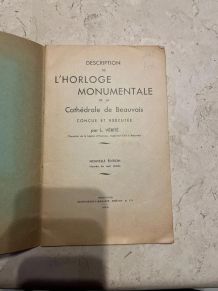 DESCRIPTION
DE
L'HORLOGE
MONUMENTALE
DE LA
Cathédrale de Beauvais
CONÇUE ET EXÉCUTÉE
par L. VÉRITÉ
NOUVELLE ÉDITION